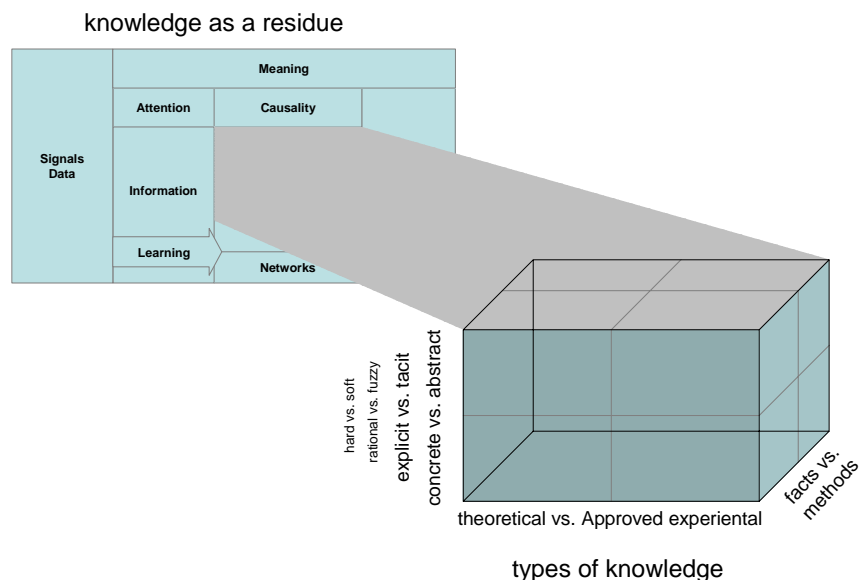 knowledge as a residue
Meaning
Attention
Causality
Signals
Data
Information
Learning
Networks
hard vs. soft
rational vs. fuzzy
explicit vs. tacit
concrete vs. abstract
facts vs.
methods
theoretical vs. Approved experiental
types of knowledge